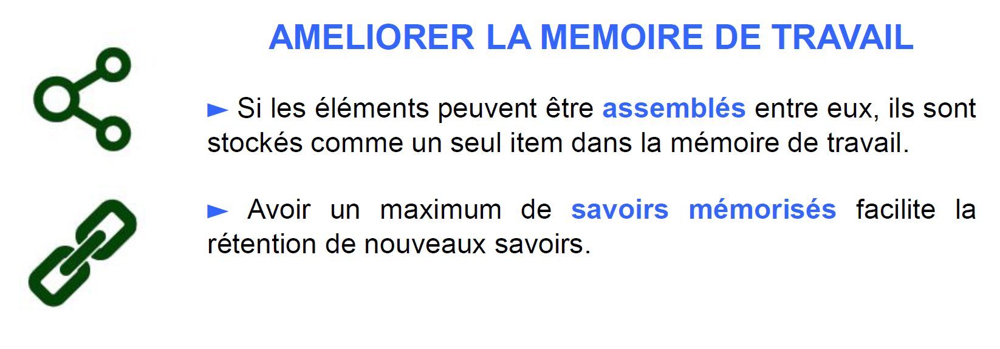 AMELIORER LA MEMOIRE DE TRAVAIL
► Si les éléments peuvent être assemblés entre eux, ils sont
stockés comme un seul item dans la mémoire de travail.
► Avoir un maximum de savoirs mémorisés facilite la
rétention de nouveaux savoirs.